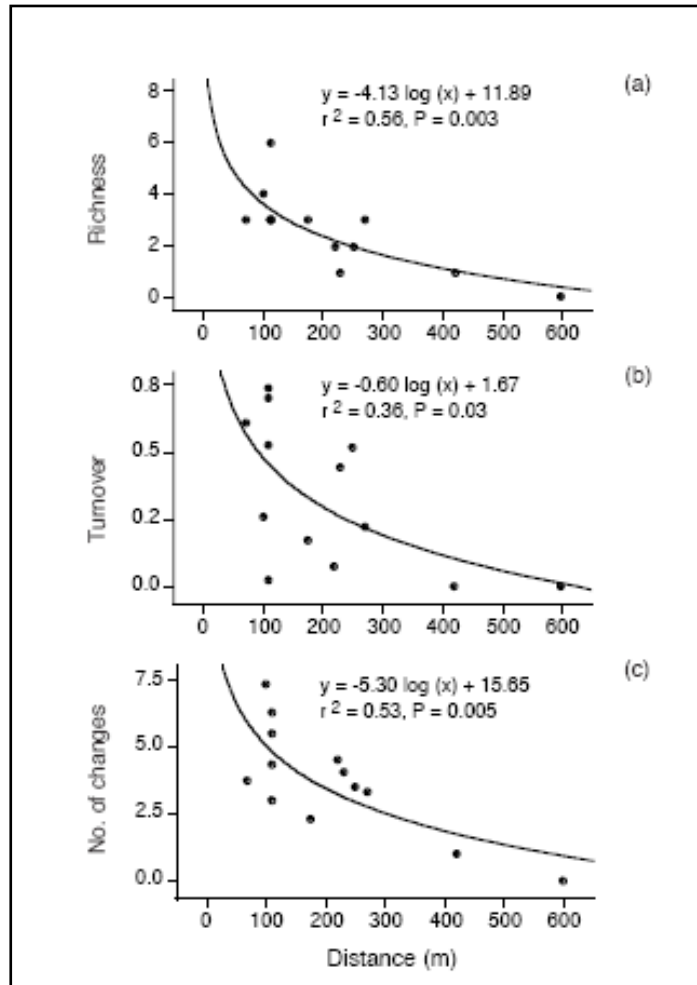 y = -4.13 log (x) + 11.89
(a)
r 2 = 0.56, P = 0.003
Richness
8
6
4
2
0
0 100 200 300 400 500 600
y = -0.60 log (x) + 1.67
(b)
r 2 = 0.36, P = 0.03
Turnover
0.8
0.5
0.2
0.0
0 100 200 300 400 500 600
y = -5.30 log (x) + 15.65
(c)
r 2 = 0.53, P = 0.005
No. of changes
7.5
5.0
2.5
0.0
0 100 200 300 400 500 600
Distance (m)